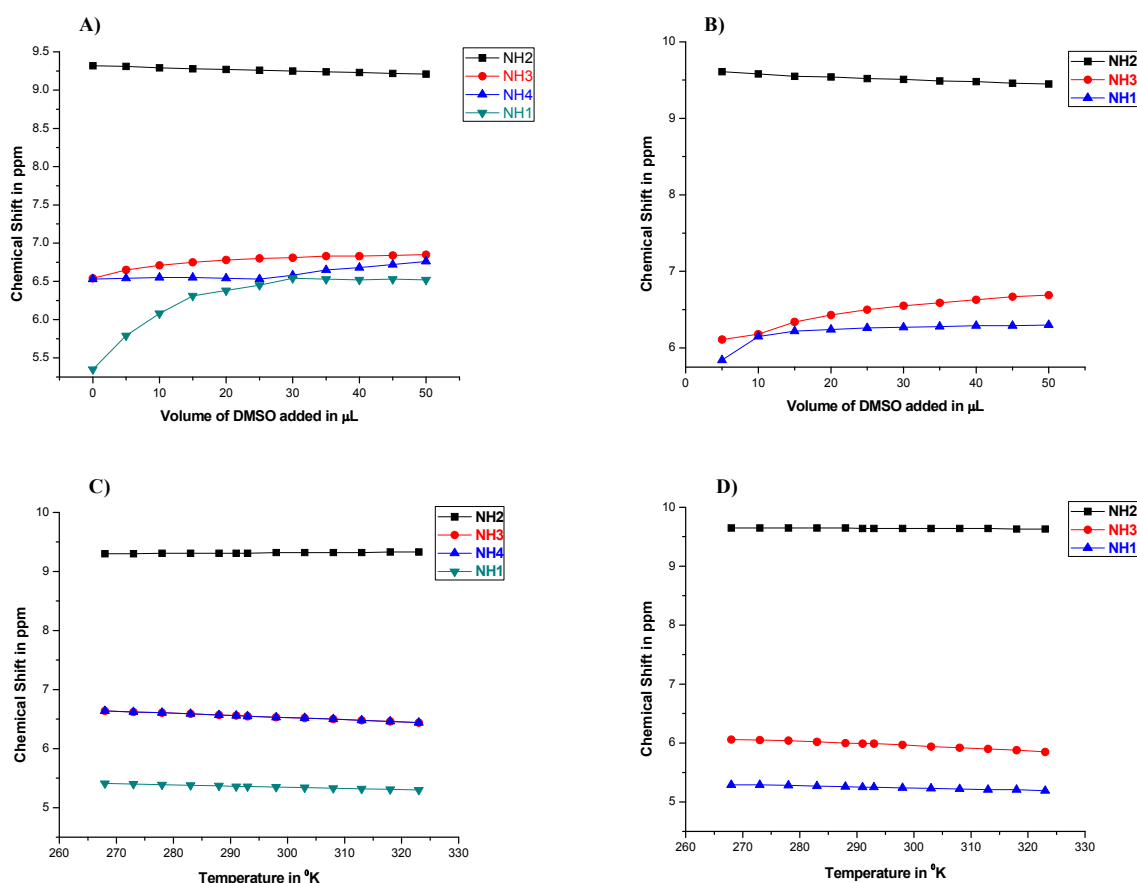 A)
NH2
NH3
NH4
NH1
9.5
9.0
8.5
8.0
7.5
7.0
6.5
6.0
5.5
Chemical Shift in ppm
0 10 20 30 40 50
Volume of DMSO added in µL
B)
NH2
NH3
NH1
10
9
8
7
6
Chemical Shift in ppm
0 10 20 30 40 50
Volume of DMSO added in µL
C)
NH2
NH3
NH4
NH1
10
9
8
7
6
5
Chemical Shift in ppm
260 270 280 290 300 310 320 330
Temperature in ⁰K
D)
NH2
NH3
NH1
10
9
8
7
6
5
Chemical Shift in ppm
260 270 280 290 300 310 320 330
Temperature in ⁰K